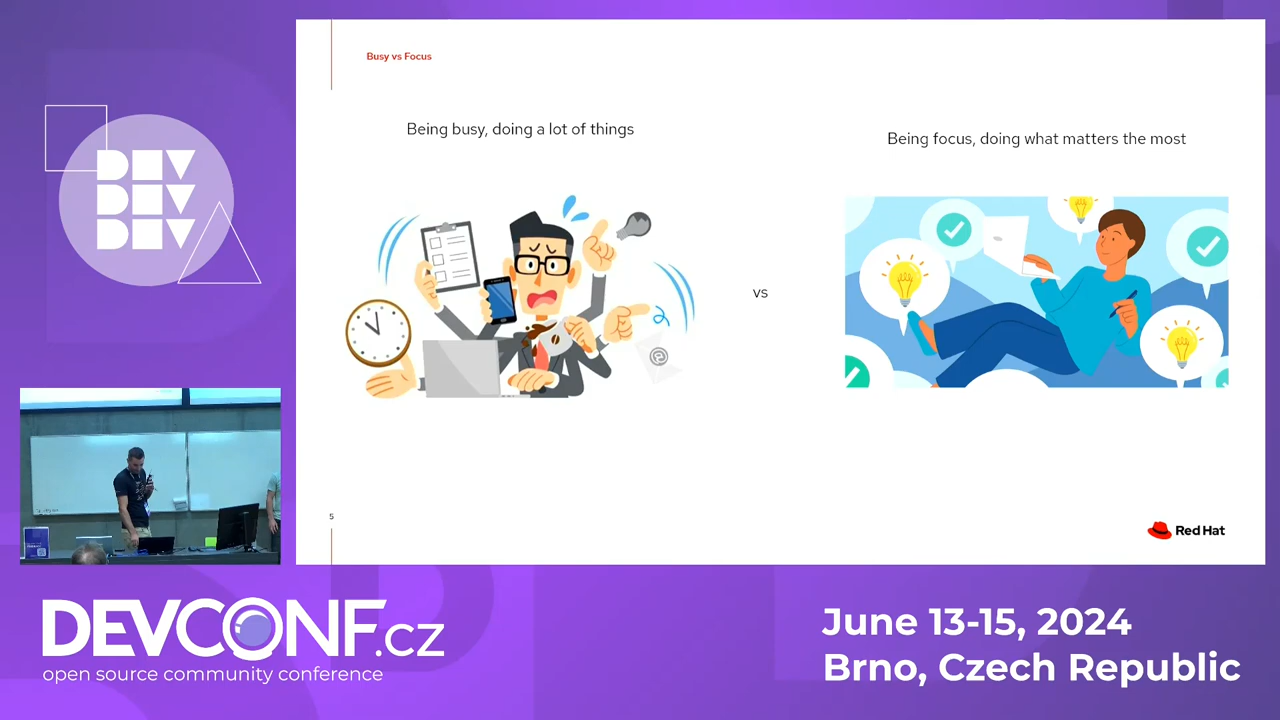 Busy vs Focus
Being busy, doing a lot of things
Being focus, doing what matters the most
VS
5
Red Hat
DEV
DEV
DEV
DEVCONF.cz
open source community conference
June 13-15, 2024
Brno, Czech Republic